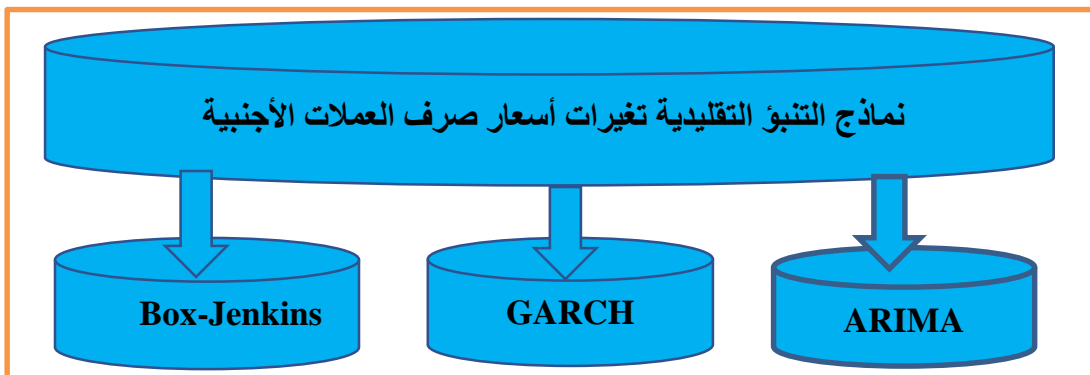 نماذج التنبؤ التقليدية تغيرات أسعار صرف العملات الأجنبية
ARIMA
GARCH
Box-Jenkins